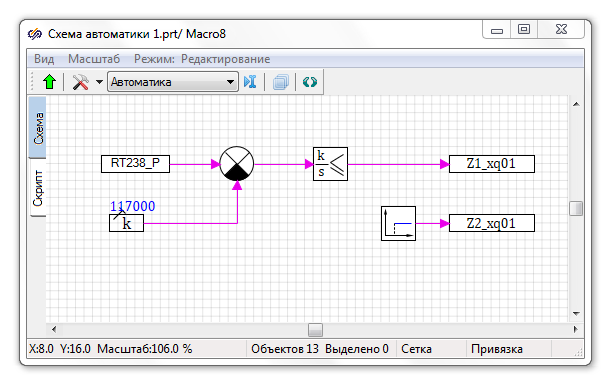 Схема автоматики 1.prt/ Macro8
Вид Масштаб Режим: Редактирование
Автоматика
Схема
Скрипт
RT238_P
k
s
Z1_xq01
117000
k
Z2_xq01
X:8.0 Y:16.0 Масштаб:106.0 % Объектов 13 Выделено 0 Сетка Привязка